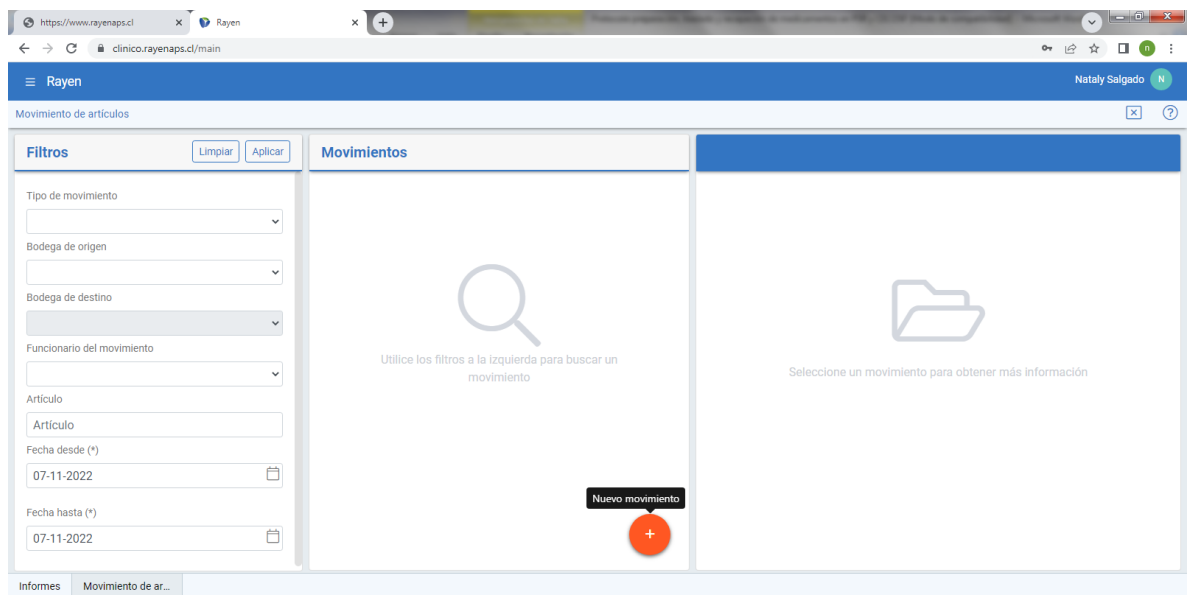 https://www.rayenaps.cl
Rayen
clinico.rayenaps.cl/main
n
Rayen
Nataly Salgado N
Movimiento de artículos
Filtros
Limpiar
Aplicar
Movimientos
Tipo de movimiento
Bodega de origen
Bodega de destino
Funcionario del movimiento
Artículo
Artículo
Fecha desde (*)
07-11-2022
Fecha hasta (*)
07-11-2022
Utilice los filtros a la izquierda para buscar un
movimiento
Nuevo movimiento
+
Seleccione un movimiento para obtener más información
Informes
Movimiento de ar...